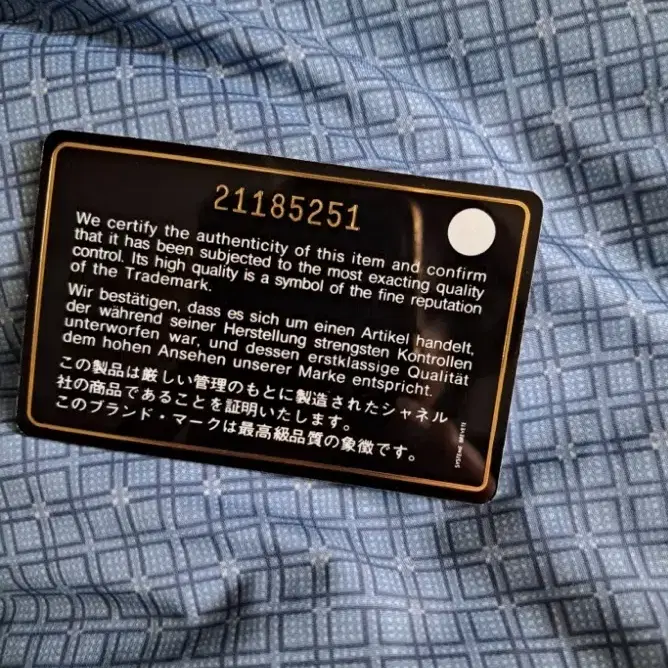 21185251
We certify the authenticity of this item and confirm
that it has been subjected to the most exacting quality
control. Its high quality is a symbol of the fine reputation
of the Trademark.
Wir bestätigen, dass es sich um einen Artikel handelt,
der während seiner Herstellung strengsten Kontrollen
unterworfen war, und dessen erstklassige Qualität
dem hohen Ansehen unserer Marke entspricht.
この製品は厳しい管理のもとに製造されたシャネル
社の商品であることを証明いたします。
このブランド・マークは最高級品質の象徴です。